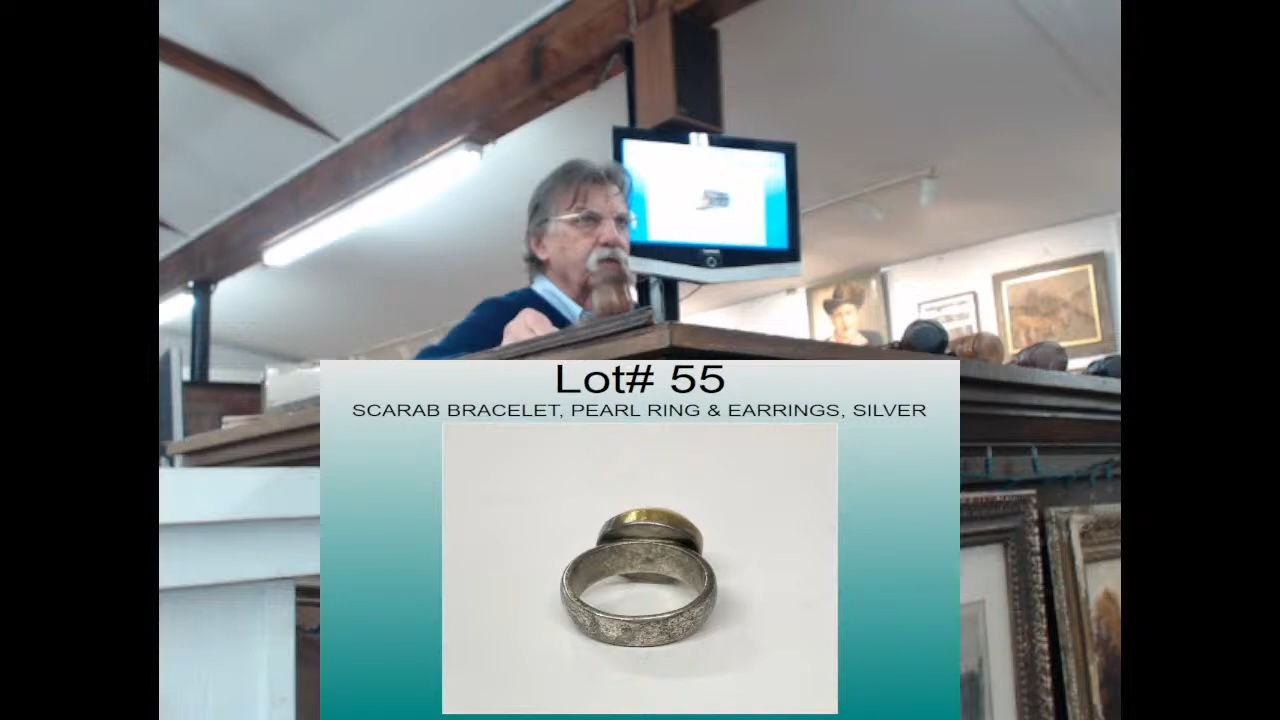 Lot# 55
SCARAB BRACELET, PEARL RING & EARRINGS, SILVER